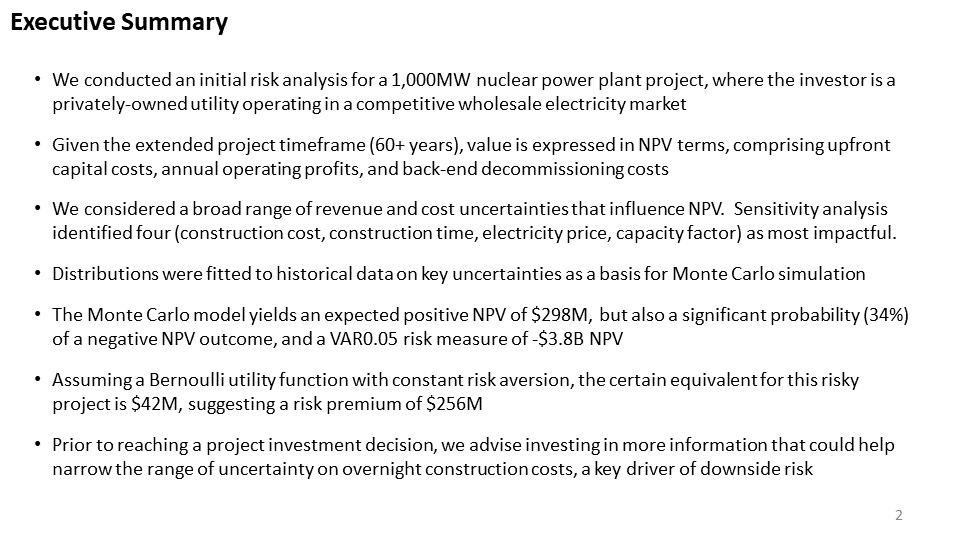 Executive Summary
• We conducted an initial risk analysis for a 1,000MW nuclear power plant project, where the investor is a
privately-owned utility operating in a competitive wholesale electricity market
• Given the extended project timeframe (60+ years), value is expressed in NPV terms, comprising upfront
capital costs, annual operating profits, and back-end decommissioning costs
• We considered a broad range of revenue and cost uncertainties that influence NPV.  Sensitivity analysis
identified four (construction cost, construction time, electricity price, capacity factor) as most impactful.
• Distributions were fitted to historical data on key uncertainties as a basis for Monte Carlo simulation
• The Monte Carlo model yields an expected positive NPV of $298M, but also a significant probability (34%)
of a negative NPV outcome, and a VAR0.05 risk measure of -$3.8B NPV
• Assuming a Bernoulli utility function with constant risk aversion, the certain equivalent for this risky
project is $42M, suggesting a risk premium of $256M
• Prior to reaching a project investment decision, we advise investing in more information that could help
narrow the range of uncertainty on overnight construction costs, a key driver of downside risk
2